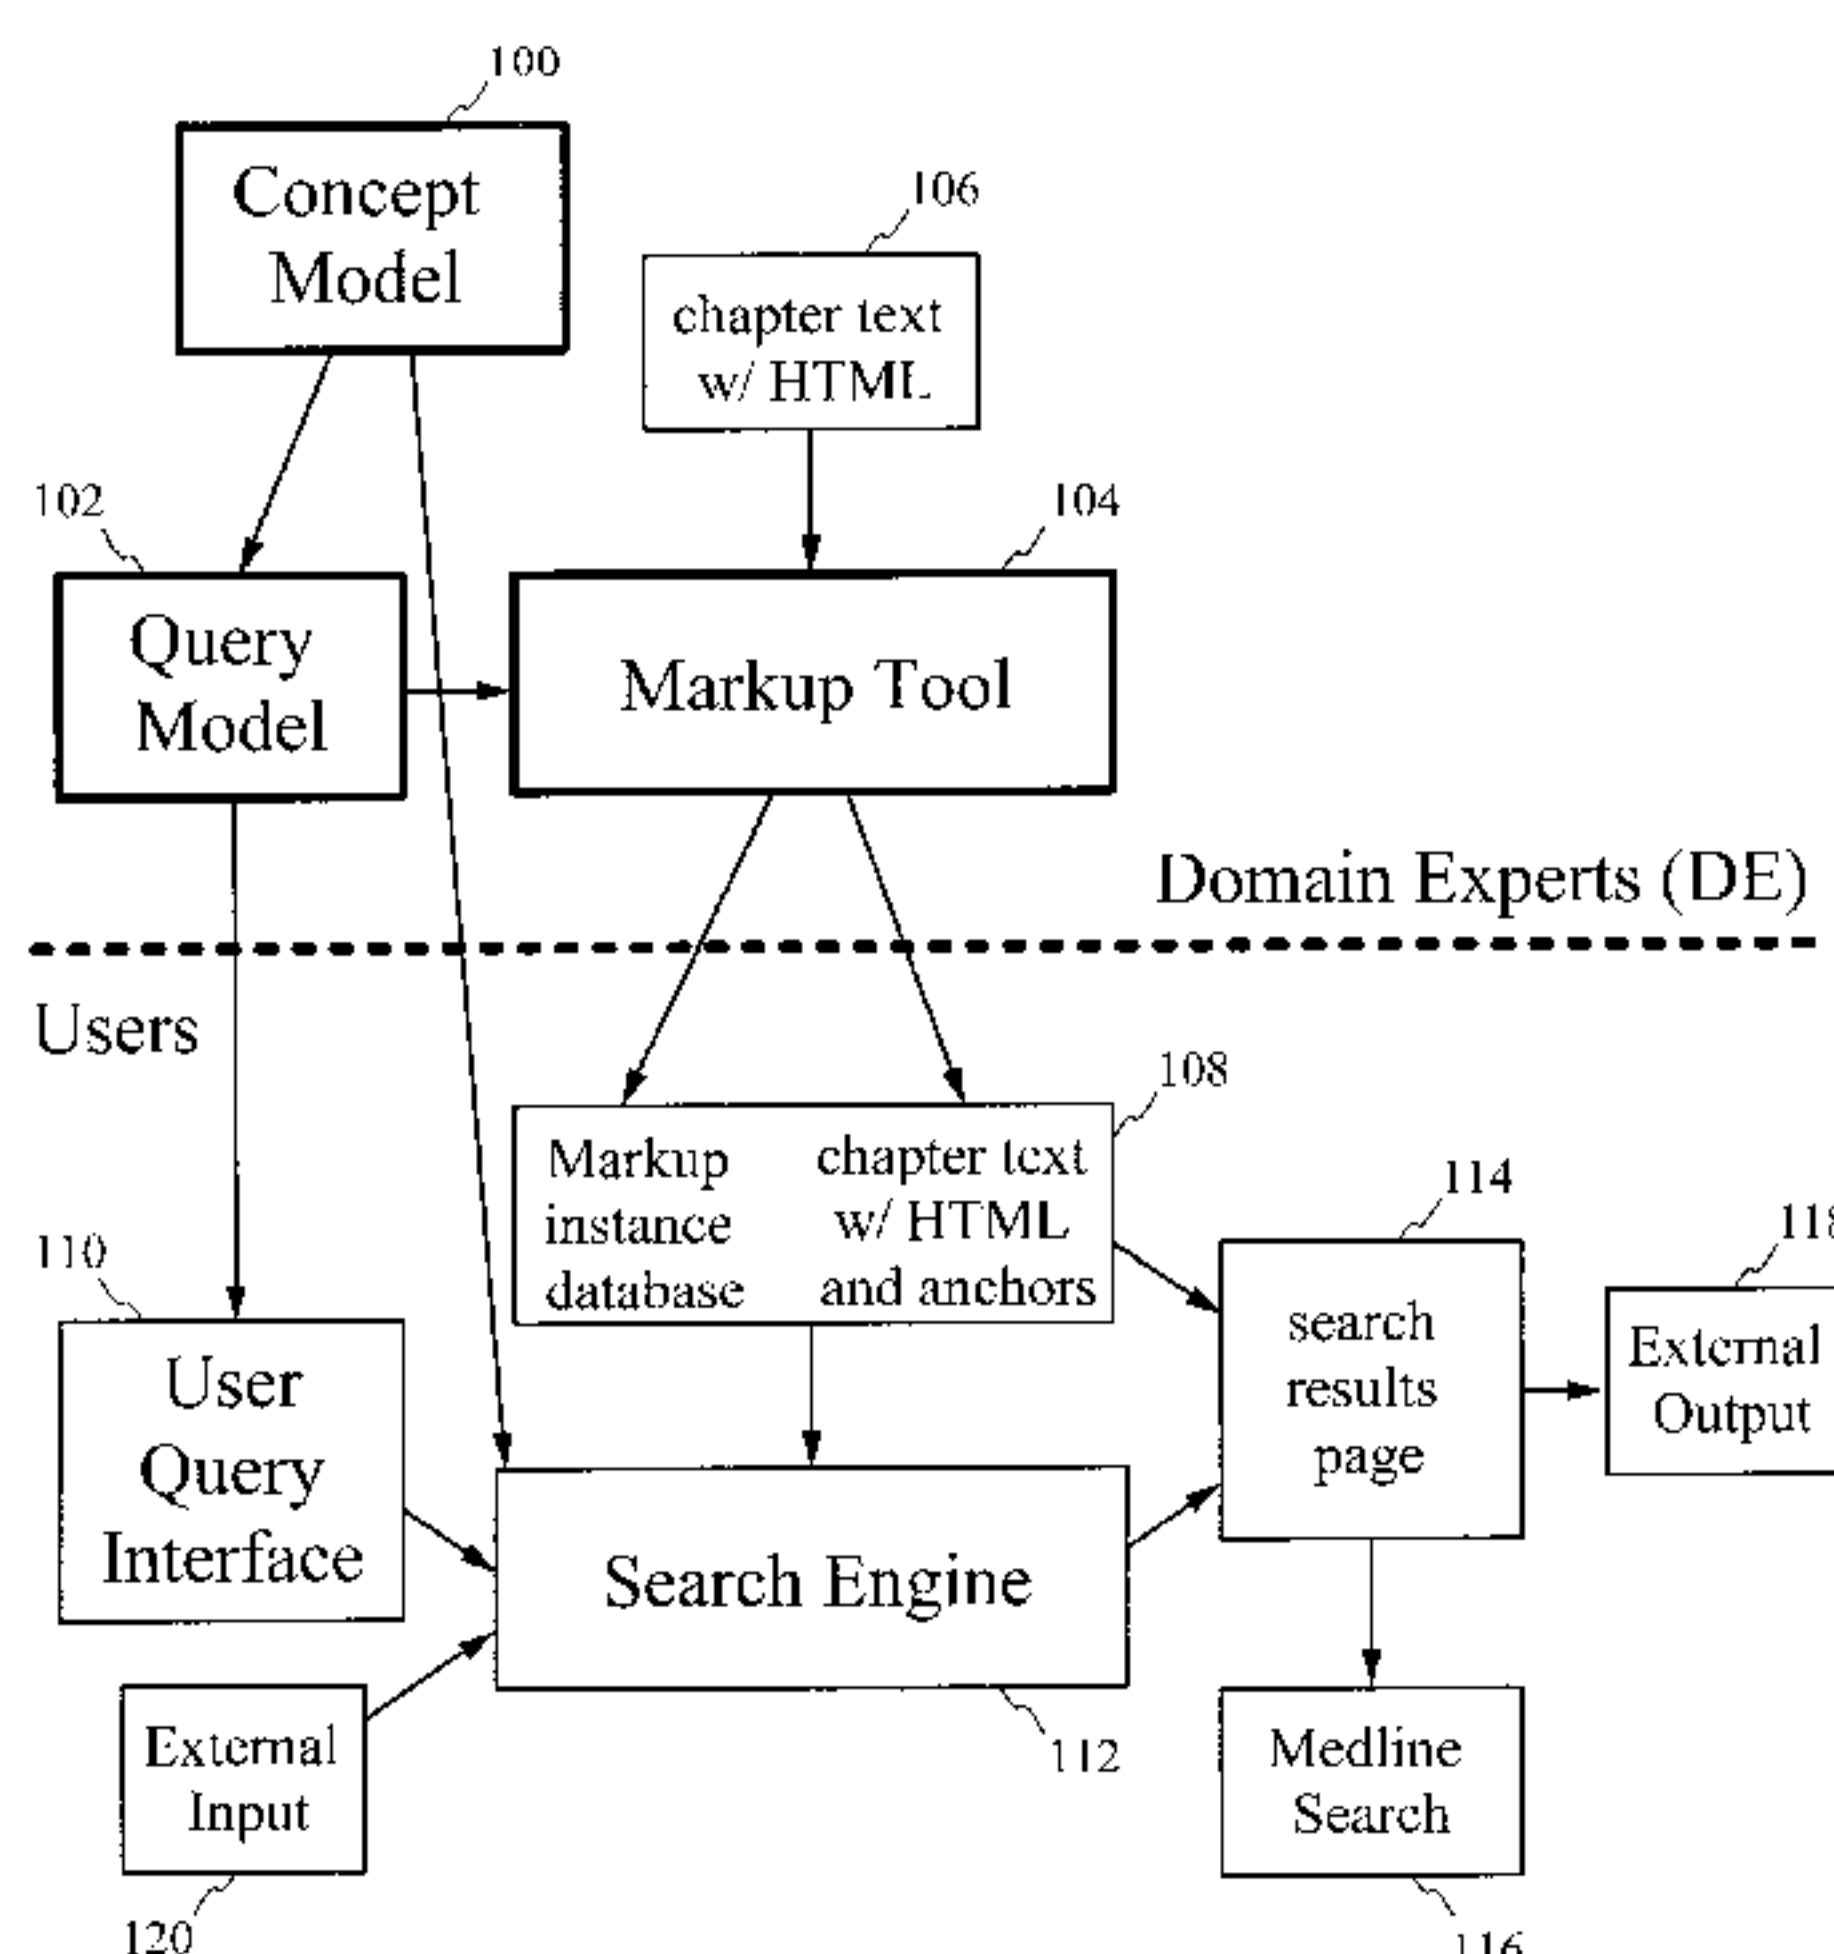 100
Concept
Model
106
chapter text
w/ HTML
102
104
Query
Model
Markup Tool
Domain Experts (DE)
Users
108
Markup
instance
database
chapter text
w/ HTML
and anchors
114
118
110
User
Query
Interface
search
results
page
External
Output
Search Engine
External
Input
112
Medline
Search
120
116